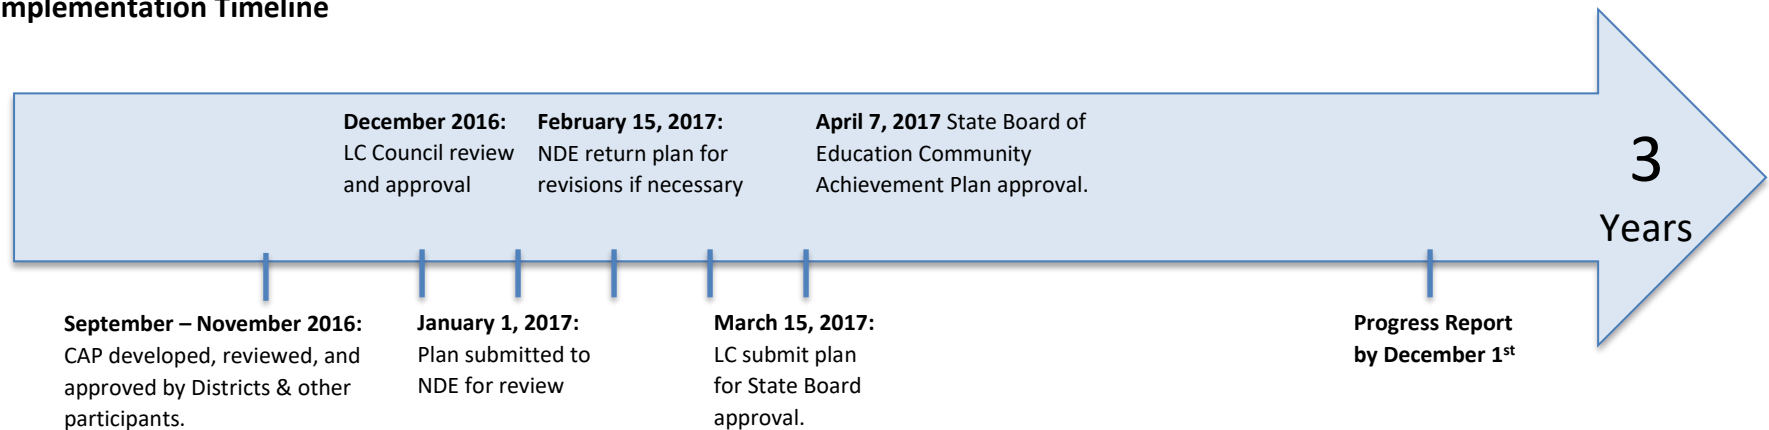 mplementation Timeline
December 2016:
LC Council review
and approval
February 15, 2017:
NDE return plan for
revisions if necessary
April 7, 2017 State Board of
Education Community
Achievement Plan approval.
3
Years
September – November 2016:
CAP developed, reviewed, and
approved by Districts & other
participants.
January 1, 2017:
Plan submitted to
NDE for review
March 15, 2017:
LC submit plan
for State Board
approval.
Progress Report
by December 1st